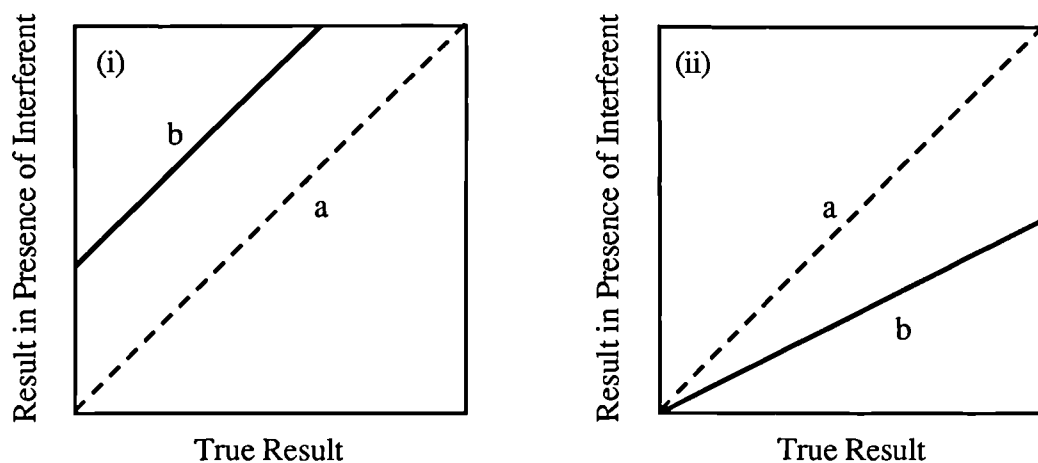 Result in Presence of Interferent
(i)
b
a
True Result
Result in Presence of Interferent
(ii)
a
b
True Result